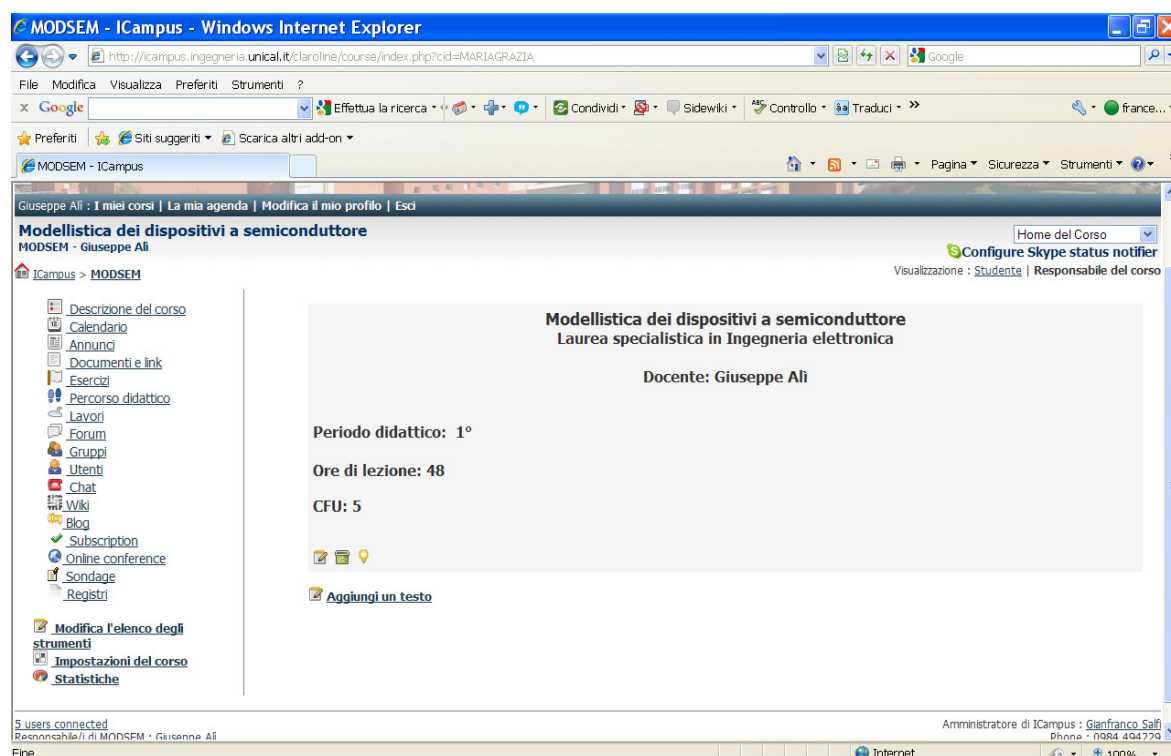 MODSEM - ICampus - Windows Internet Explorer
http://icampus.ingegneria.unical.it/claroline/course/index.php?cid=MARIAGRAZIA
Google
File Modifica Visualizza Preferiti Strumenti ?
x Google Effettua la ricerca Condividi Sidewiki Controllo Traduci » france...
Preferiti Siti suggeriti Scarica altri add-on
MODSEM - ICampus Pagina Sicurezza Strumenti
Giuseppe Alì : I miei corsi | La mia agenda | Modifica il mio profilo | Esci
Modellistica dei dispositivi a semiconduttore
MODSEM - Giuseppe Alì
Home del Corso
Configure Skype status notifier
ICampus > MODSEM
Visualizzazione : Studente | Responsabile del corso
Descrizione del corso
Calendario
Annunci
Documenti e link
Esercizi
Percorso didattico
Lavori
Forum
Gruppi
Utenti
Chat
Wiki
Blog
Subscription
Online conference
Sondage
Registri
Modifica l'elenco degli
strumenti
Impostazioni del corso
Statistiche
Modellistica dei dispositivi a semiconduttore
Laurea specialistica in Ingegneria elettronica
Docente: Giuseppe Alì
Periodo didattico: 1°
Ore di lezione: 48
CFU: 5
Aggiungi un testo
5 users connected
Responsabile/i di MODSEM : Giuseppe Alì
Amministratore di ICampus : Gianfranco Salfi
Phone : 0984 494229
Fine
Internet
100%